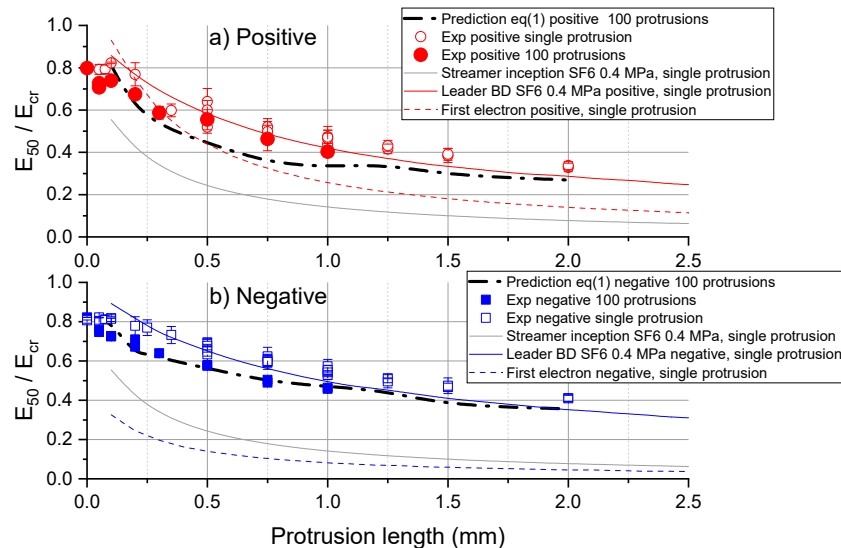 a) Positive
Prediction eq(1) positive 100 protrusions
Exp positive single protrusion
Exp positive 100 protrusions
Streamer inception SF6 0.4 MPa, single protrusion
Leader BD SF6 0.4 MPa positive, single protrusion
First electron positive, single protrusion
E50 / Ecr
1.0
0.8
0.6
0.4
0.2
0.0
0.0 0.5 1.0 1.5 2.0 2.5
b) Negative
Prediction eq(1) negative 100 protrusions
Exp negative 100 protrusions
Exp negative single protrusion
Streamer inception SF6 0.4 MPa, single protrusion
Leader BD SF6 0.4 MPa negative, single protrusion
First electron negative, single protrusion
E50 / Ecr
1.0
0.8
0.6
0.4
0.2
0.0
0.0 0.5 1.0 1.5 2.0 2.5
Protrusion length (mm)